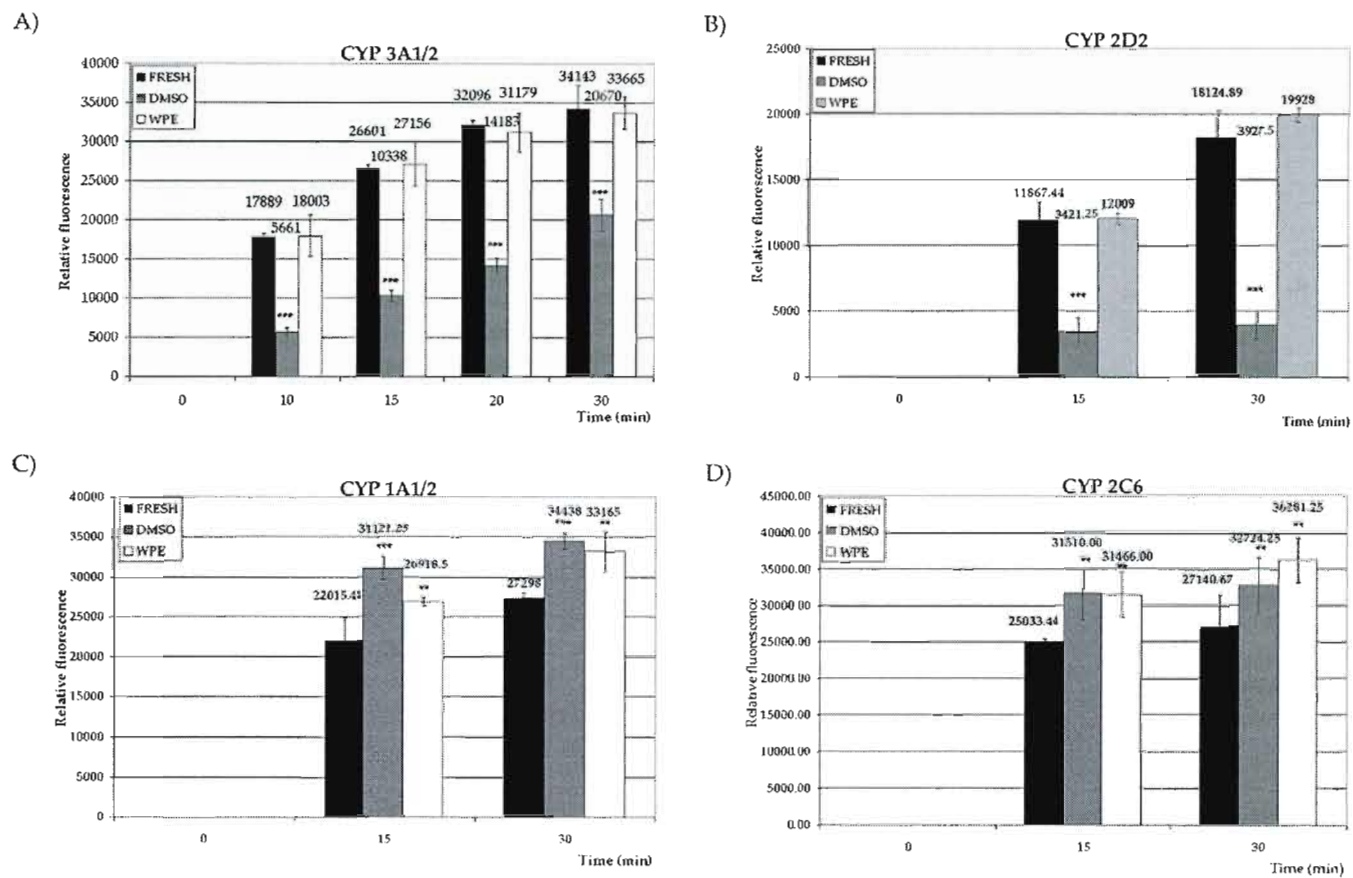 A)
CYP 3A1/2
FRESH
DMSO
WPE
Relative fluorescence
40000
35000
30000
25000
20000
15000
10000
5000
0
17889
5661
18003
26601
10338
27156
32096
14183
31179
34143
20670
33665
***
***
***
***
0 10 15 20 30
Time (min)
B)
CYP 2D2
FRESH
DMSO
WPE
Relative fluorescence
25000
20000
15000
10000
5000
0
11867.44
3421.25
12009
18124.89
3927.5
19928
***
***
0 15 30
Time (min)
C)
CYP 1A1/2
FRESH
DMSO
WPE
Relative fluorescence
40000
35000
30000
25000
20000
15000
10000
5000
0
26918.5
27298
34438
33165
***
**
***
**
0 15 30
Time (min)
D)
CYP 2C6
FRESH
DMSO
WPE
Relative fluorescence
45000.00
40000.00
35000.00
30000.00
25000.00
20000.00
15000.00
10000.00
5000.00
0.00
25033.44
31466.00
27140.67
32724.25
36281.25
**
**
**
**
0 15 30
Time (min)